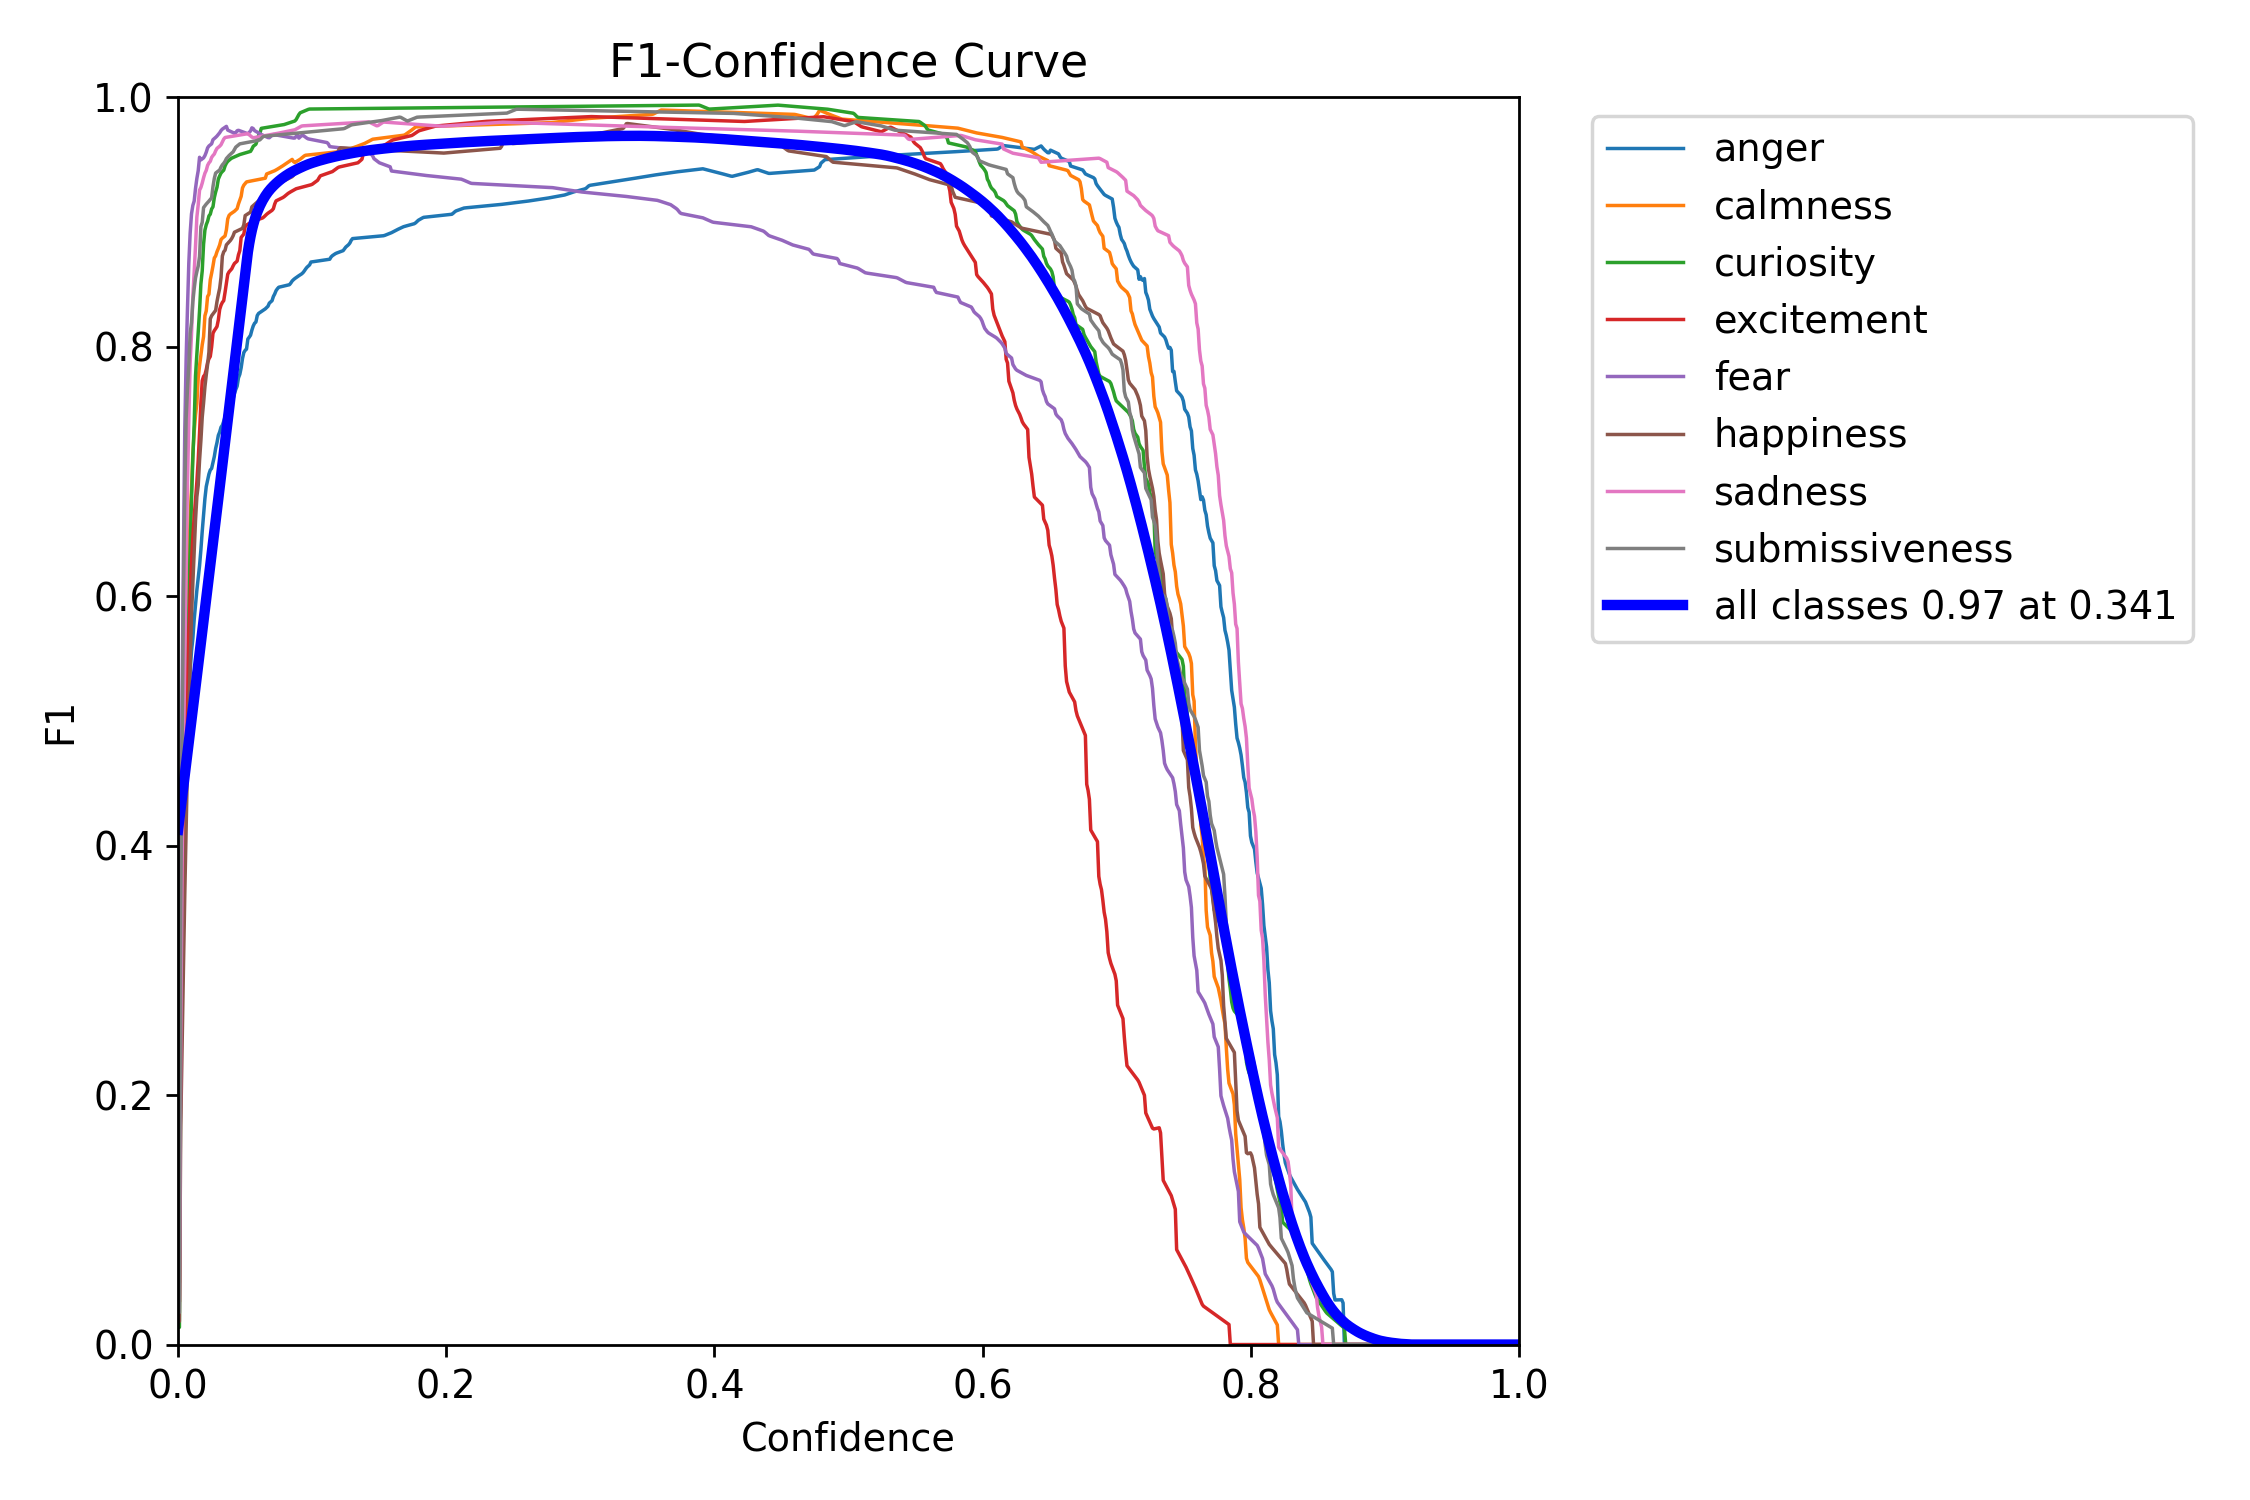 F1-Confidence Curve
1.0
0.8
0.6
0.4
0.2
0.0
F1
0.0 0.2 0.4 0.6 0.8 1.0
Confidence
anger
calmness
curiosity
excitement
fear
happiness
sadness
submissiveness
all classes 0.97 at 0.341